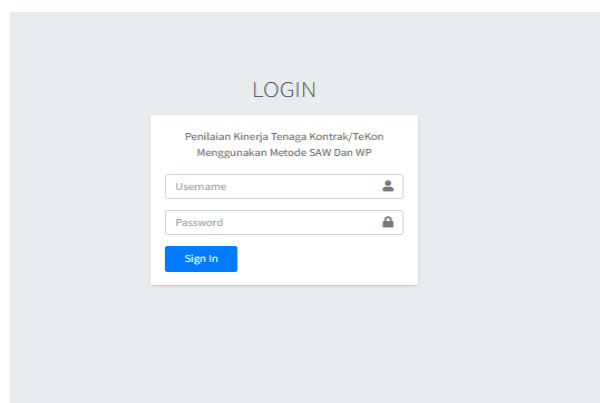 LOGIN
Penilaian Kinerja Tenaga Kontrak/TeKon
Menggunakan Metode SAW Dan WP
Username
Password
Sign In